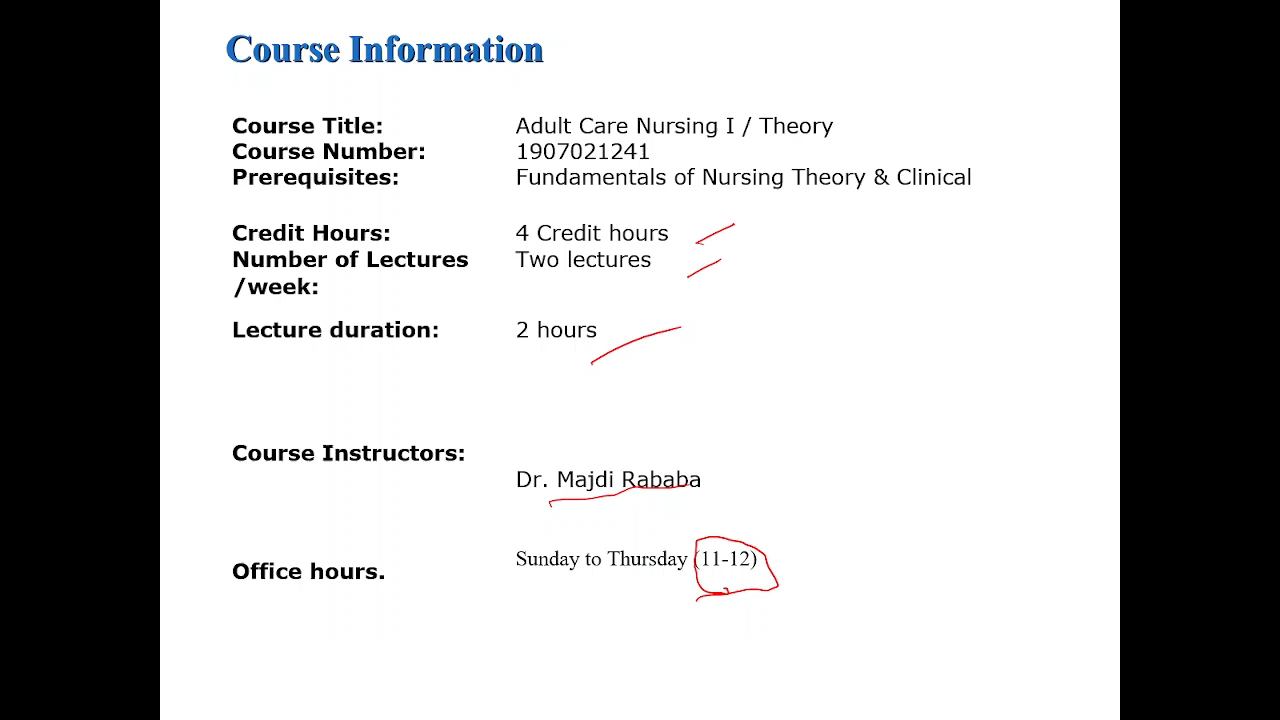 Course Information
Course Title: Adult Care Nursing I / Theory
Course Number: 1907021241
Prerequisites: Fundamentals of Nursing Theory & Clinical
Credit Hours: 4 Credit hours
Number of Lectures Two lectures
/week:
Lecture duration: 2 hours
Course Instructors:
Dr. Majdi Rababa
Sunday to Thursday (11-12)
Office hours.